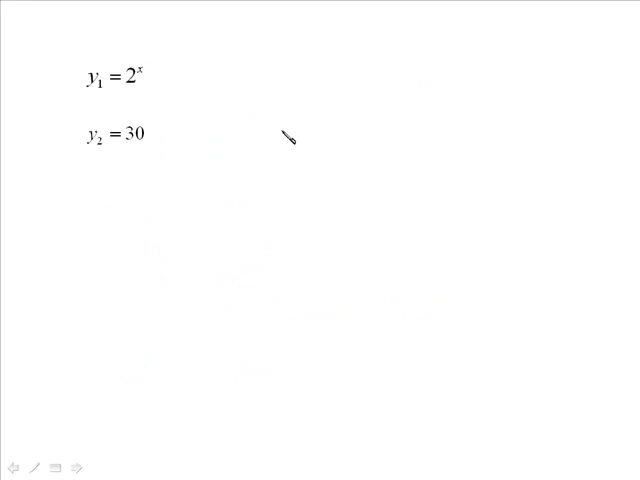 y₁ = 2ˣ
y₂ = 30